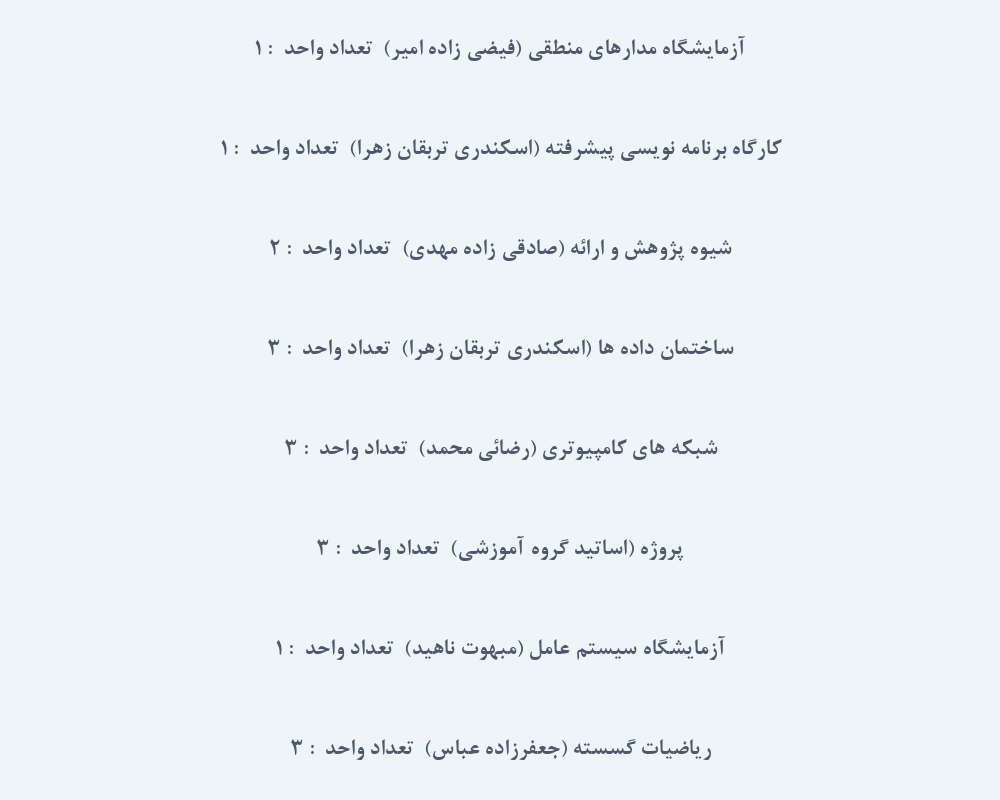 آزمایشگاه مدارهای منطقی (فیضی زاده امیر) تعداد واحد : ۱
کارگاه برنامه نویسی پیشرفته (اسکندری تربقان زهرا) تعداد واحد : ۱
شیوه پژوهش و ارائه (صادقی زاده مهدی) تعداد واحد : ۲
ساختمان داده ها (اسکندری تربقان زهرا) تعداد واحد : ۳
شبکه های کامپیوتری (رضائی محمد) تعداد واحد : ۳
پروژه (اساتید گروه آموزشی) تعداد واحد : ۳
آزمایشگاه سیستم عامل (مبهوت ناهید) تعداد واحد : ۱
ریاضیات گسسته (جعفرزاده عباس) تعداد واحد : ۳